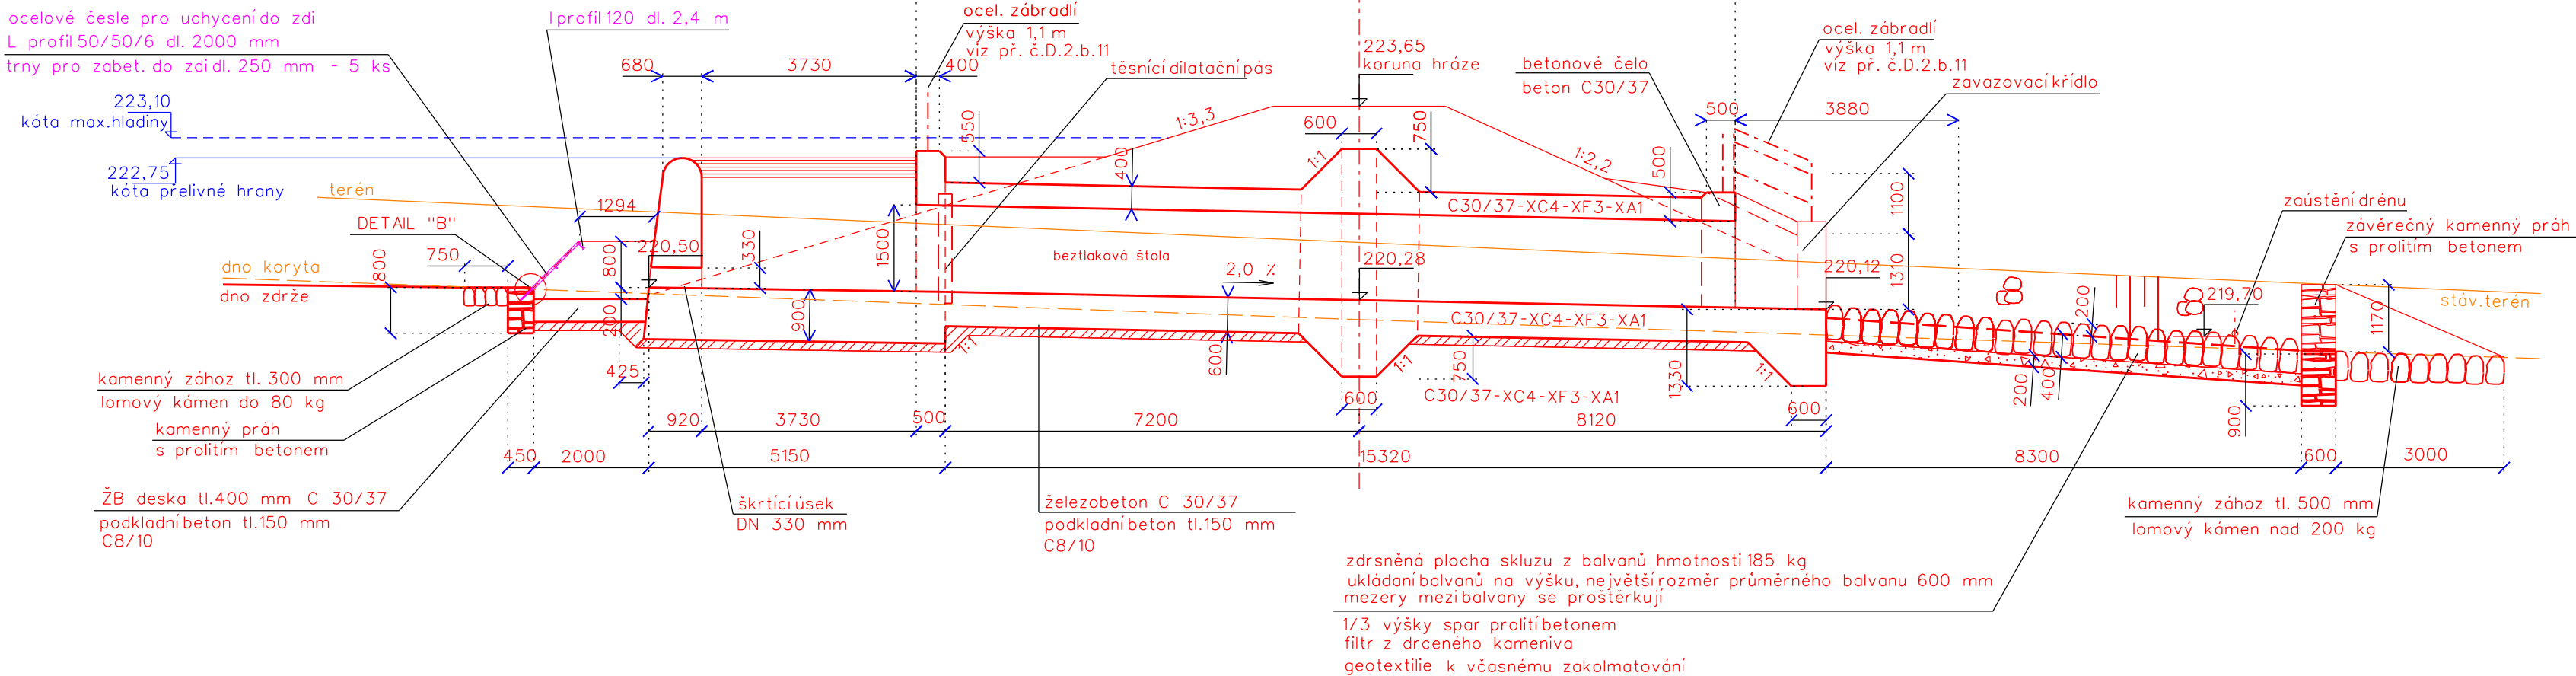 ocelové česle pro uchycení do zdi
L profil 50/50/6 dl. 2000 mm
trny pro zabet. do zdi dl. 250 mm - 5 ks
I profil 120 dl. 2,4 m
ocel. zábradlí
výška 1,1 m
viz př. č.D.2.b.11
těsnící dilatační pás
223,65
koruna hráze
betonové čelo
beton C30/37
ocel. zábradlí
výška 1,1 m
viz př. č.D.2.b.11
zavazovací křídlo
680
3730
400
500
3880
223,10
kóta max.hladiny
222,75
kóta přelivné hrany
terén
1:3,3
550
400
600
750
1:1
1:2,2
500
1100
1310
C30/37-XC4-XF3-XA1
zaústění drénu
závěrečný kamenný práh
s prolitím betonem
1294
DETAIL "B"
750
800
800
220,50
330
1500
beztlaková štola
2,0 %
220,28
220,12
dno koryta
dno zdrže
200
900
C30/37-XC4-XF3-XA1
200
219,70
1170
stáv.terén
425
1:1
600
1:1
750
1330
1:1
200
400
900
C30/37-XC4-XF3-XA1
600
600
kamenný zához tl. 300 mm
lomový kámen do 80 kg
kamenný práh
s prolitím betonem
920
3730
500
7200
8120
450
2000
5150
15320
8300
600
3000
ŽB deska tl.400 mm C 30/37
podkladní beton tl.150 mm
C8/10
škrtící úsek
DN 330 mm
železobeton C 30/37
podkladní beton tl.150 mm
C8/10
kamenný zához tl. 500 mm
lomový kámen nad 200 kg
zdrsněná plocha skluzu z balvanů hmotnosti 185 kg
ukládaní balvanů na výšku, největší rozměr průměrného balvanu 600 mm
mezery mezi balvany se proštěrkují
1/3 výšky spar prolití betonem
filtr z drceného kameniva
geotextilie k včasnému zakolmatování